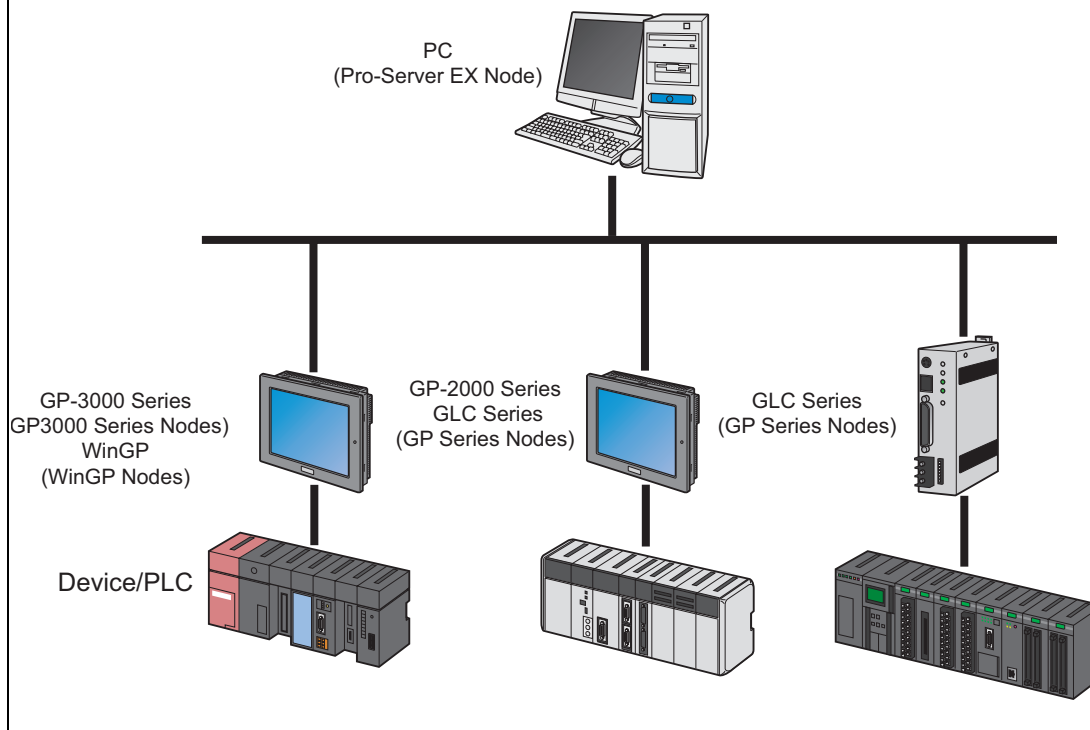 PC
(Pro-Server EX Node)
GP-3000 Series
GP3000 Series Nodes)
WinGP
(WinGP Nodes)
GP-2000 Series
GLC Series
(GP Series Nodes)
GLC Series
(GP Series Nodes)
Device/PLC